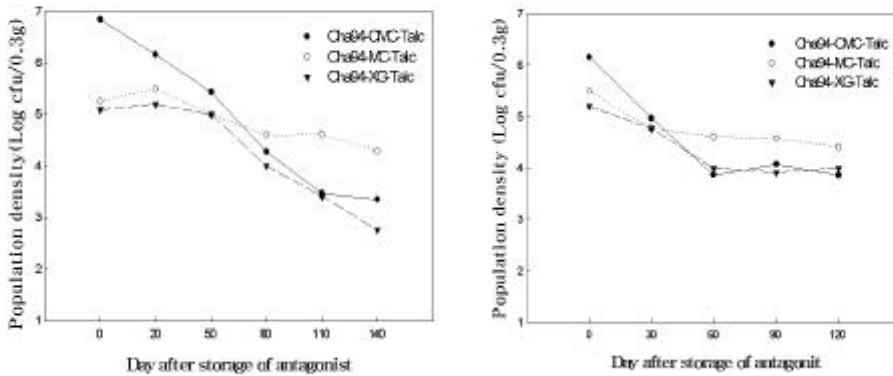 Population density(Log cfu/0.3g)
7
6
5
4
3
2
1
Cha94-CMC-Talc
Cha94-MC-Talc
Cha94-XG-Talc
0
20
50
80
110
140
Day after storage of antagonist
Population density (Log cfu/0.3g)
7
6
5
4
3
2
1
Cha94-CMC-Talc
Cha94-MC-Talc
Cha94-XG-Talc
0
30
60
90
120
Day after storage of antagonit